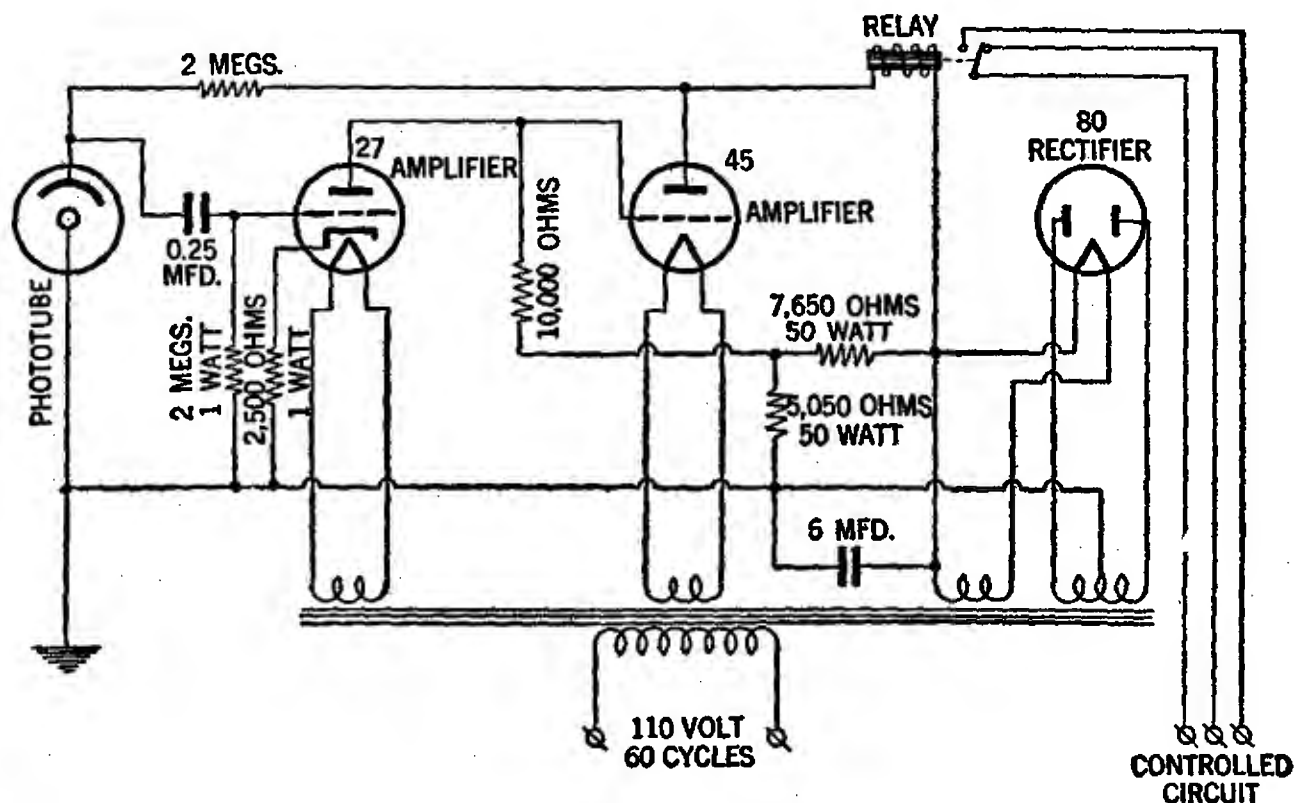 RELAY
2 MEGS.
80
RECTIFIER
27
AMPLIFIER
45
AMPLIFIER
0.25
MFD.
10,000 OHMS
PHOTOTUBE
2 MEGS.
1 WATT
2,500 OHMS
1 WATT
7,650 OHMS
50 WATT
5,050 OHMS
50 WATT
6 MFD.
110 VOLT
60 CYCLES
CONTROLLED
CIRCUIT